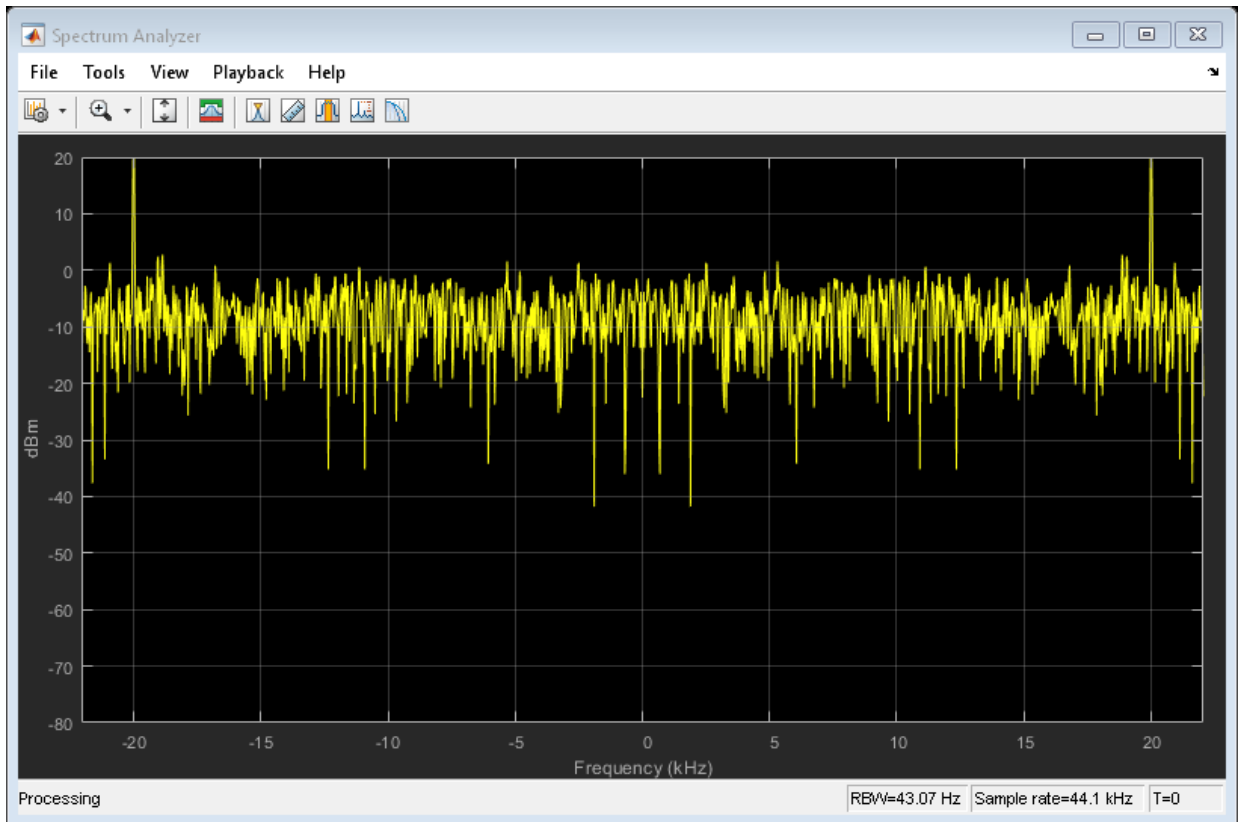 Spectrum Analyzer
File Tools View Playback Help
20
10
0
-10
-20
-30
-40
-50
-60
-70
-80
dBm
-20 -15 -10 -5 0 5 10 15 20
Frequency (kHz)
Processing RBW=43.07 Hz Sample rate=44.1 kHz T=0